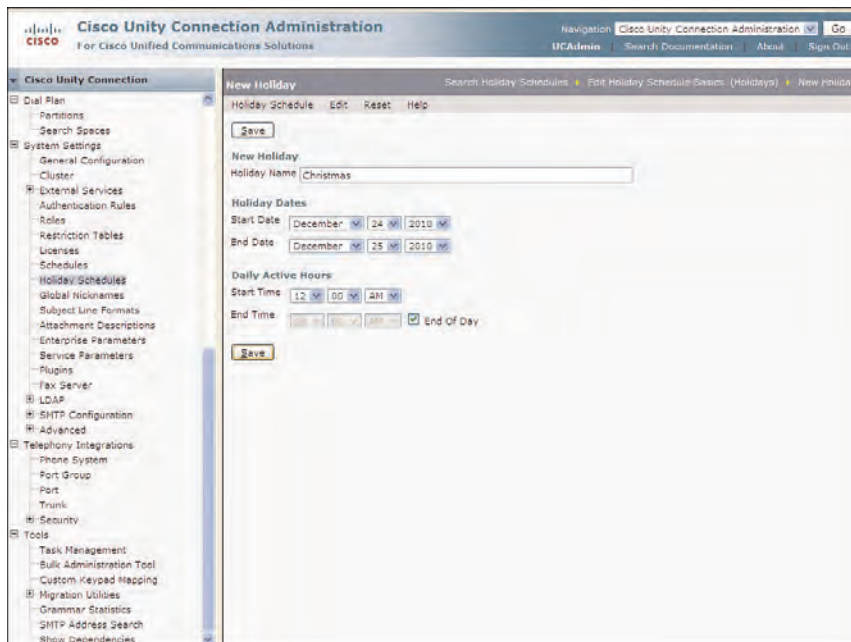 CISCO
Cisco Unity Connection Administration
For Cisco Unified Communications Solutions
Navigation Cisco Unity Connection Administration Go
UCAdmin | Search Documentation | About | Sign Out
Cisco Unity Connection
Dial Plan
Partitions
Search Spaces
System Settings
General Configuration
Cluster
External Services
Authentication Rules
Roles
Restriction Tables
Licenses
Schedules
Holiday Schedules
Global Nicknames
Subject Line Formats
Attachment Descriptions
Enterprise Parameters
Service Parameters
Plugins
Fax Server
LDAP
SMTP Configuration
Advanced
Telephony Integrations
Phone System
Port Group
Port
Trunk
Security
Tools
Task Management
Bulk Administration Tool
Custom Keypad Mapping
Migration Utilities
Grammar Statistics
SMTP Address Search
Show Dependencies
New Holiday
Search Holiday Schedules Edit Holiday Schedule Basics (Holidays) New Holida
Holiday Schedule Edit Reset Help
Save
New Holiday
Holiday Name Christmas
Holiday Dates
Start Date December 24 2010
End Date December 25 2010
Daily Active Hours
Start Time 12 00 AM
End Time AM End Of Day
Save